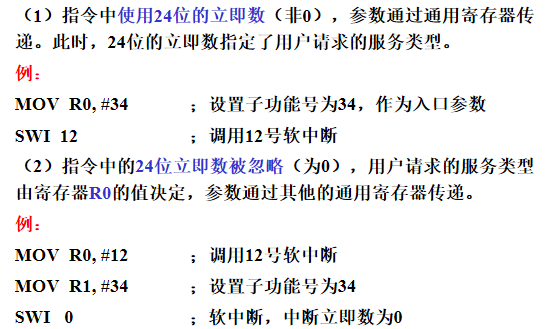 （1）指令中使用24位的立即数（非0），参数通过通用寄存器传
递。此时，24位的立即数指定了用户请求的服务类型。
例：
MOV R0, #34 ；设置子功能号为34，作为入口参数
SWI 12 ；调用12号软中断
（2）指令中的24位立即数被忽略（为0），用户请求的服务类型
由寄存器R0的值决定，参数通过其他的通用寄存器传递。
例：
MOV R0, #12 ；调用12号软中断
MOV R1, #34 ；设置子功能号为34
SWI 0 ；软中断，中断立即数为0